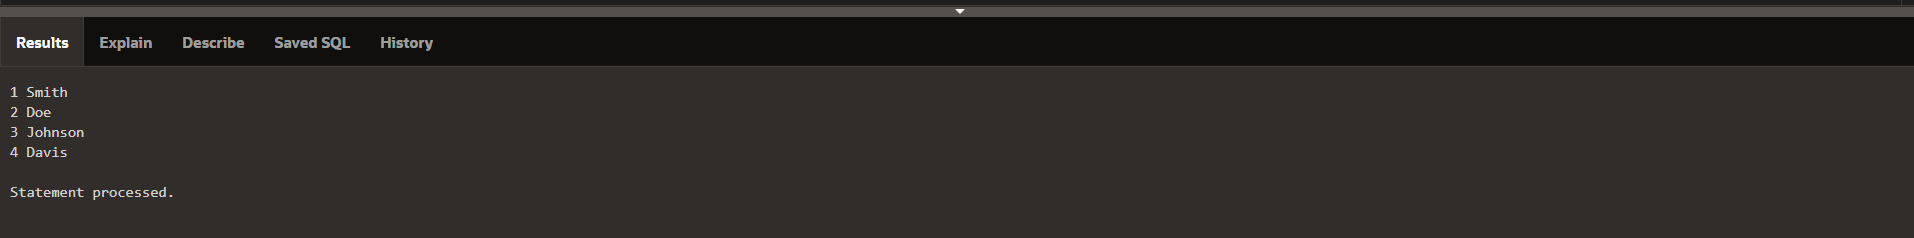 Results Explain Describe Saved SQL History
1 Smith
2 Doe
3 Johnson
4 Davis
Statement processed.